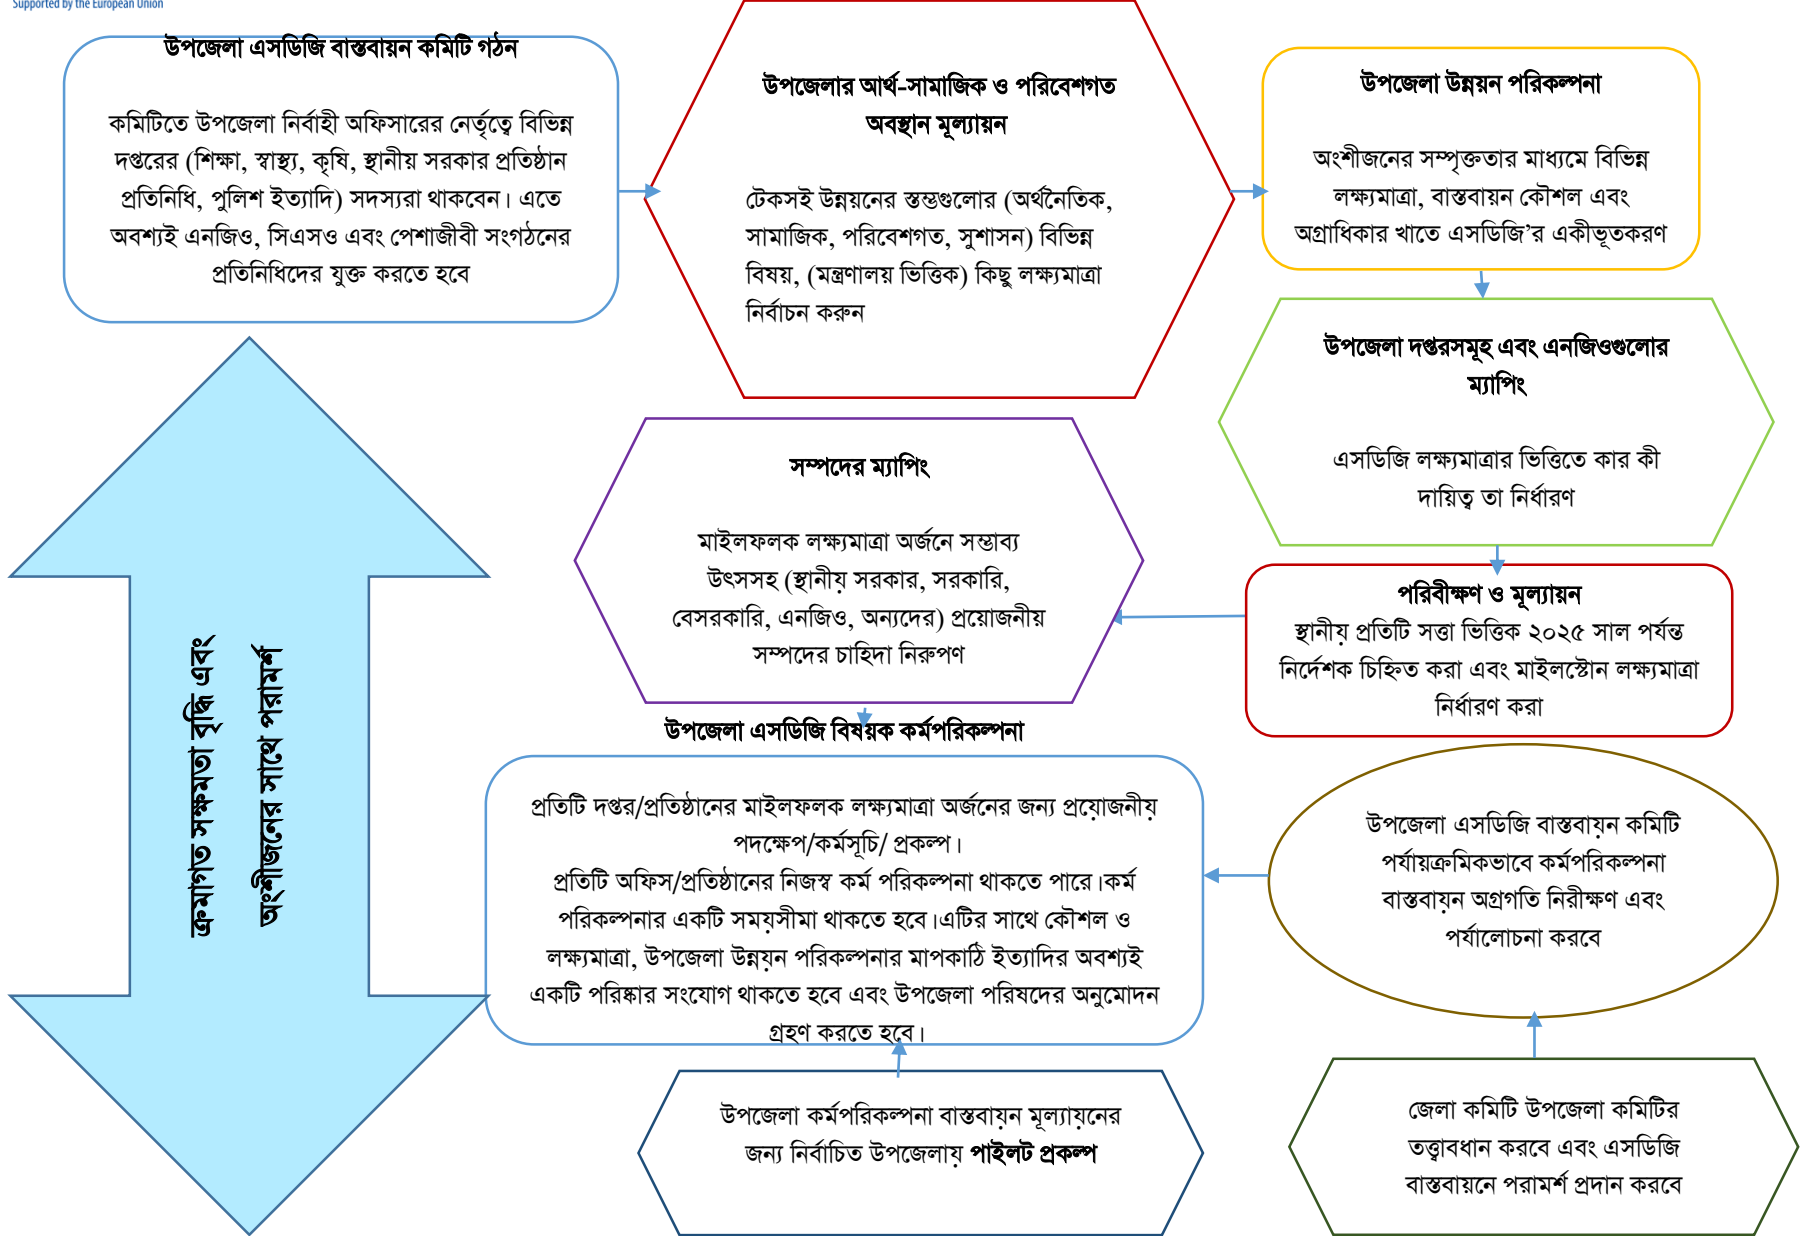 Supported by the European Union
উপজেলা এসডিজি বাস্তবায়ন কমিটি গঠন
কমিটিতে উপজেলা নির্বাহী অফিসারের নের্তৃত্বে বিভিন্ন
দপ্তরের (শিক্ষা, স্বাস্থ্য, কৃষি, স্থানীয় সরকার প্রতিষ্ঠান
প্রতিনিধি, পুলিশ ইত্যাদি) সদস্যরা থাকবেন। এতে
অবশ্যই এনজিও, সিএসও এবং পেশাজীবী সংগঠনের
প্রতিনিধিদের যুক্ত করতে হবে
উপজেলার আর্থ-সামাজিক ও পরিবেশগত
অবস্থান মূল্যায়ন
টেকসই উন্নয়নের স্তম্ভগুলোর (অর্থনৈতিক,
সামাজিক, পরিবেশগত, সুশাসন) বিভিন্ন
বিষয়, (মন্ত্রণালয় ভিত্তিক) কিছু লক্ষ্যমাত্রা
নির্বাচন করুন
উপজেলা উন্নয়ন পরিকল্পনা
অংশীজনের সম্পৃক্ততার মাধ্যমে বিভিন্ন
লক্ষ্যমাত্রা, বাস্তবায়ন কৌশল এবং
অগ্রাধিকার খাতে এসডিজি’র একীভূতকরণ
উপজেলা দপ্তরসমূহ এবং এনজিওগুলোর
ম্যাপিং
এসডিজি লক্ষ্যমাত্রার ভিত্তিতে কার কী
দায়িত্ব তা নির্ধারণ
পরিবীক্ষণ ও মূল্যায়ন
স্থানীয় প্রতিটি সত্তা ভিত্তিক ২০২৫ সাল পর্যন্ত
নির্দেশক চিহ্নিত করা এবং মাইলস্টোন লক্ষ্যমাত্রা
নির্ধারণ করা
সম্পদের ম্যাপিং
মাইলফলক লক্ষ্যমাত্রা অর্জনে সম্ভাব্য
উৎসসহ (স্থানীয় সরকার, সরকারি,
বেসরকারি, এনজিও, অন্যদের) প্রয়োজনীয়
সম্পদের চাহিদা নিরুপণ
উপজেলা এসডিজি বিষয়ক কর্মপরিকল্পনা
প্রতিটি দপ্তর/প্রতিষ্ঠানের মাইলফলক লক্ষ্যমাত্রা অর্জনের জন্য প্রয়োজনীয়
পদক্ষেপ/কর্মসূচি/ প্রকল্প।
প্রতিটি অফিস/প্রতিষ্ঠানের নিজস্ব কর্ম পরিকল্পনা থাকতে পারে।কর্ম
পরিকল্পনার একটি সময়সীমা থাকতে হবে।এটির সাথে কৌশল ও
লক্ষ্যমাত্রা, উপজেলা উন্নয়ন পরিকল্পনার মাপকাঠি ইত্যাদির অবশ্যই
একটি পরিষ্কার সংযোগ থাকতে হবে এবং উপজেলা পরিষদের অনুমোদন
গ্রহণ করতে হবে।
উপজেলা এসডিজি বাস্তবায়ন কমিটি
পর্যায়ক্রমিকভাবে কর্মপরিকল্পনা
বাস্তবায়ন অগ্রগতি নিরীক্ষণ এবং
পর্যালোচনা করবে
উপজেলা কর্মপরিকল্পনা বাস্তবায়ন মূল্যায়নের
জন্য নির্বাচিত উপজেলায় পাইলট প্রকল্প
জেলা কমিটি উপজেলা কমিটির
তত্ত্বাবধান করবে এবং এসডিজি
বাস্তবায়নে পরামর্শ প্রদান করবে
ক্রমাগত সক্ষমতা বৃদ্ধি এবং
অংশীজনের সাথে পরামর্শ